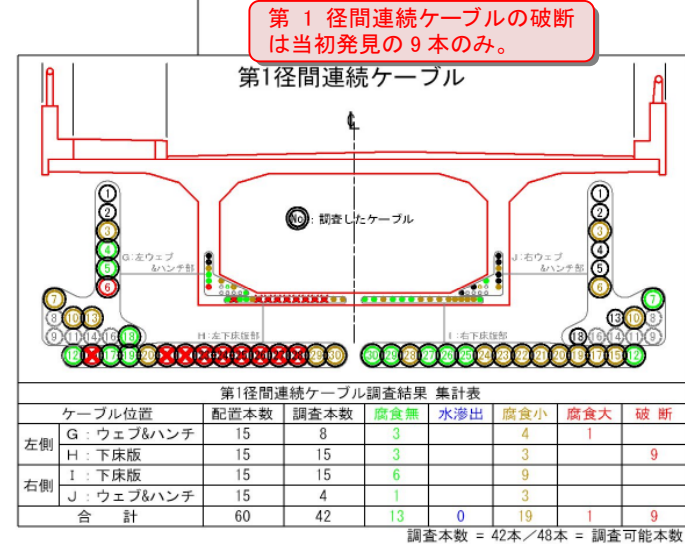 第 1 径間連続ケーブルの破断
は当初発見の 9 本のみ。
第1径間連続ケーブル
℄
No : 調査したケーブル
G:左ウェブ
&ハンチ部
J:右ウェブ
&ハンチ部
H:左下床版部
I:右下床版部
第1径間連続ケーブル調査結果 集計表
ケーブル位置 配置本数 調査本数 腐食無 水滲出 腐食小 腐食大 破 断
左側 G : ウェブ&ハンチ 15 8 3 4 1
H : 下床版 15 15 3 3 9
右側 I : 下床版 15 15 6 9
J : ウェブ&ハンチ 15 4 1 3
合 計 60 42 13 0 19 1 9
調査本数 = 42本／48本 = 調査可能本数